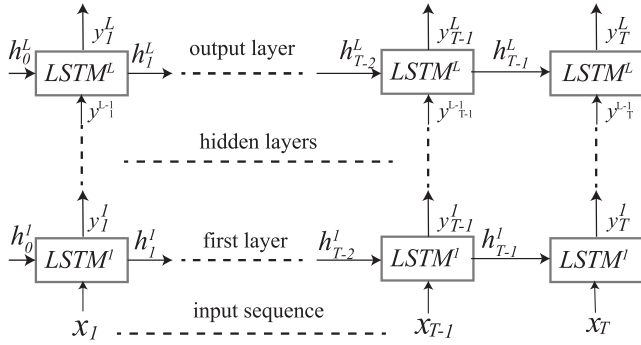 y_1^L y_{T-1}^L y_T^L
h_0^L LSTM^L h_1^L output layer h_{T-2}^L LSTM^L h_{T-1}^L LSTM^L
y_1^{L-1} y_{T-1}^{L-1} y_T^{L-1}
hidden layers
y_1^1 y_{T-1}^1 y_T^1
h_0^1 LSTM^1 h_1^1 first layer h_{T-2}^1 LSTM^1 h_{T-1}^1 LSTM^1
input sequence
x_1 x_{T-1} x_T